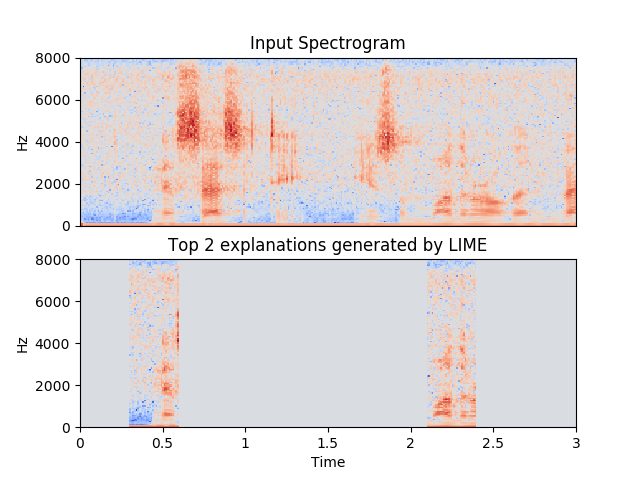 Input Spectrogram
8000
6000
4000
2000
0
Hz
Top 2 explanations generated by LIME
8000
6000
4000
2000
0
Hz
0 0.5 1 1.5 2 2.5 3
Time